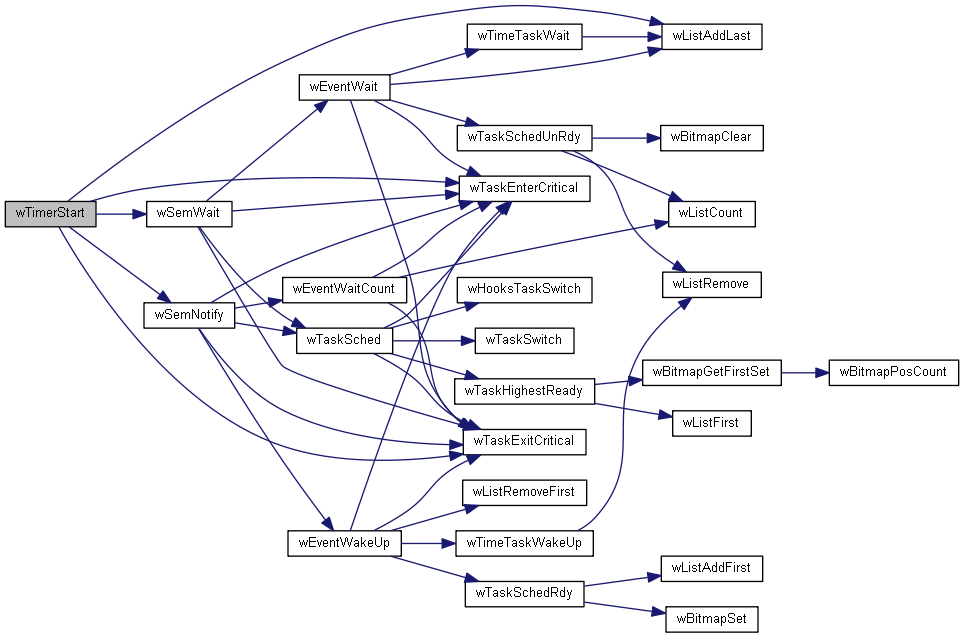 wTimerStart
wSemWait
wSemNotify
wEventWait
wEventWaitCount
wTaskSched
wEventWakeUp
wTimeTaskWait
wTaskSchedUnRdy
wTaskEnterCritical
wHooksTaskSwitch
wTaskSwitch
wTaskHighestReady
wTaskExitCritical
wListRemoveFirst
wTimeTaskWakeUp
wTaskSchedRdy
wListAddLast
wBitmapClear
wListCount
wListRemove
wBitmapGetFirstSet
wListFirst
wListAddFirst
wBitmapSet
wBitmapPosCount